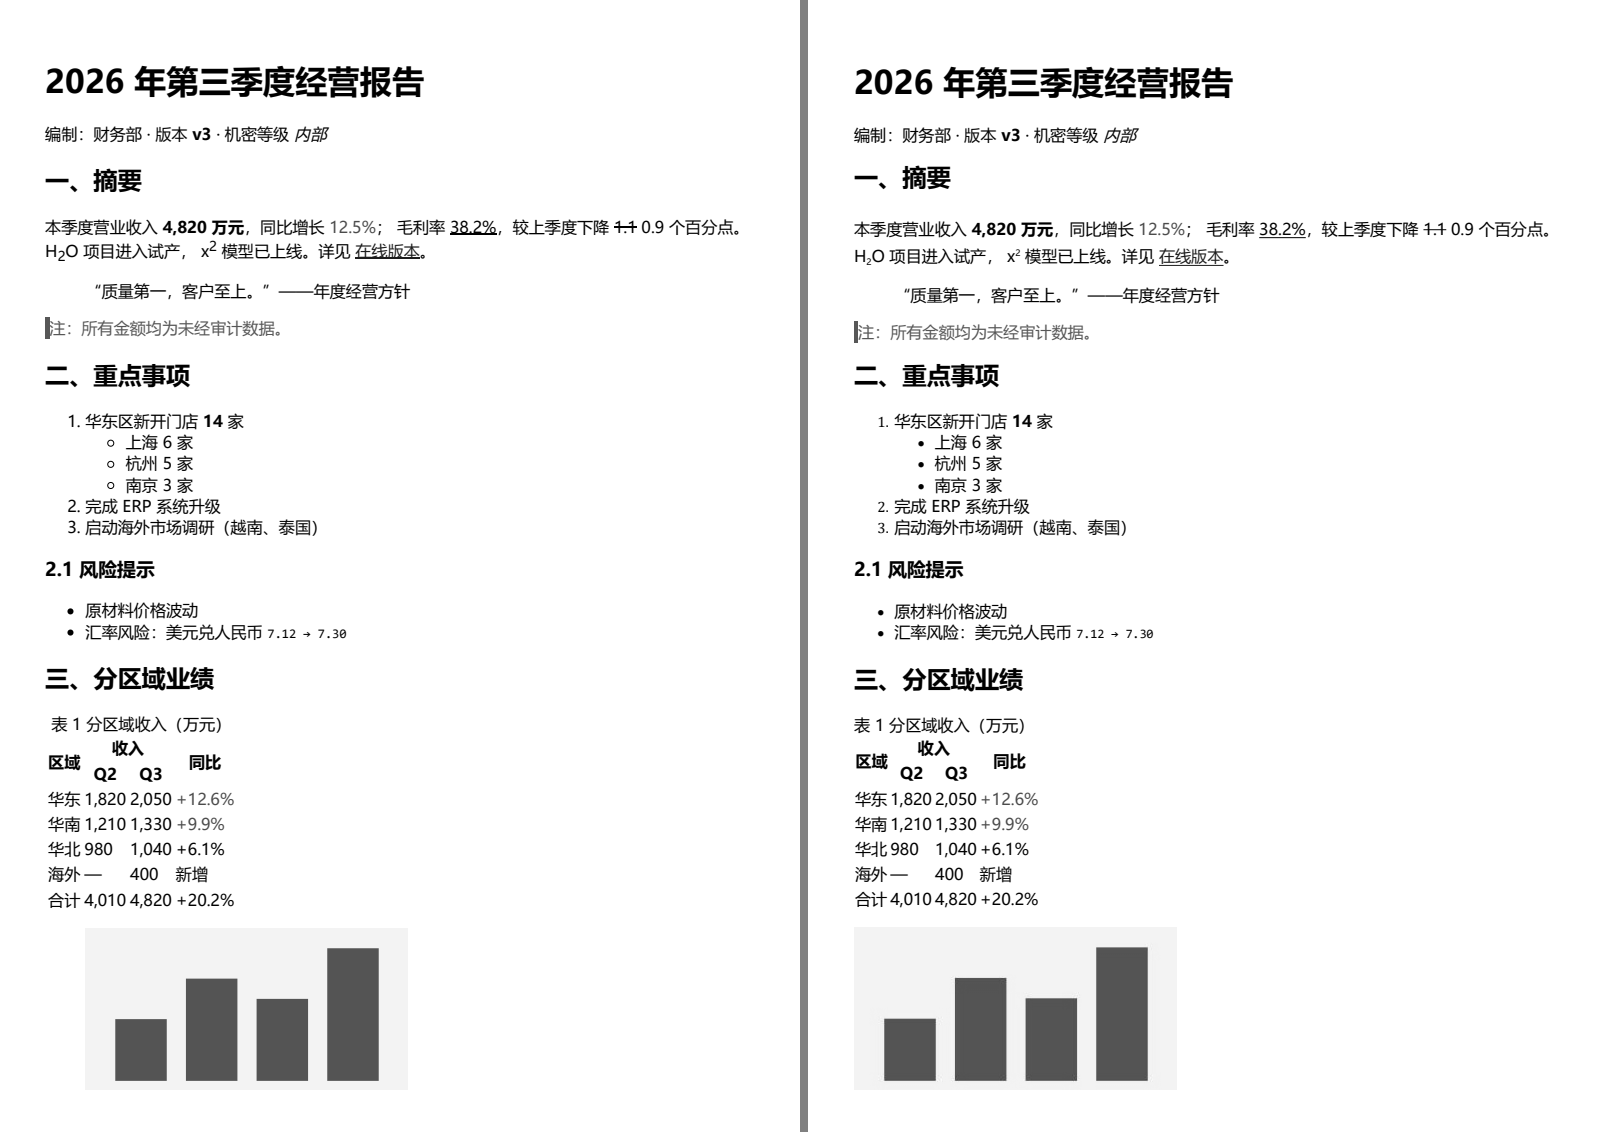 2026 年第三季度经营报告
编制：财务部 · 版本 v3 · 机密等级 内部
一、摘要
本季度营业收入 4,820 万元，同比增长 12.5%； 毛利率 38.2%，较上季度下降 1.1 0.9 个百分点。
H2O 项目进入试产， x2 模型已上线。详见 在线版本。
“质量第一，客户至上。”——年度经营方针
注：所有金额均为未经审计数据。
二、重点事项
1. 华东区新开门店 14 家
○ 上海 6 家
○ 杭州 5 家
○ 南京 3 家
2. 完成 ERP 系统升级
3. 启动海外市场调研（越南、泰国）
2.1 风险提示
• 原材料价格波动
• 汇率风险：美元兑人民币 7.12 → 7.30
三、分区域业绩
表 1 分区域收入（万元）
区域 收入 同比
Q2 Q3
华东 1,820 2,050 +12.6%
华南 1,210 1,330 +9.9%
华北 980 1,040 +6.1%
海外 — 400 新增
合计 4,010 4,820 +20.2%
2026 年第三季度经营报告
编制：财务部 · 版本 v3 · 机密等级 内部
一、摘要
本季度营业收入 4,820 万元，同比增长 12.5%； 毛利率 38.2%，较上季度下降 1.1 0.9 个百分点。
H2O 项目进入试产， x2 模型已上线。详见 在线版本。
“质量第一，客户至上。”——年度经营方针
注：所有金额均为未经审计数据。
二、重点事项
1. 华东区新开门店 14 家
• 上海 6 家
• 杭州 5 家
• 南京 3 家
2. 完成 ERP 系统升级
3. 启动海外市场调研（越南、泰国）
2.1 风险提示
• 原材料价格波动
• 汇率风险：美元兑人民币 7.12 → 7.30
三、分区域业绩
表 1 分区域收入（万元）
区域 收入 同比
Q2 Q3
华东 1,820 2,050 +12.6%
华南 1,210 1,330 +9.9%
华北 980 1,040 +6.1%
海外 — 400 新增
合计 4,010 4,820 +20.2%